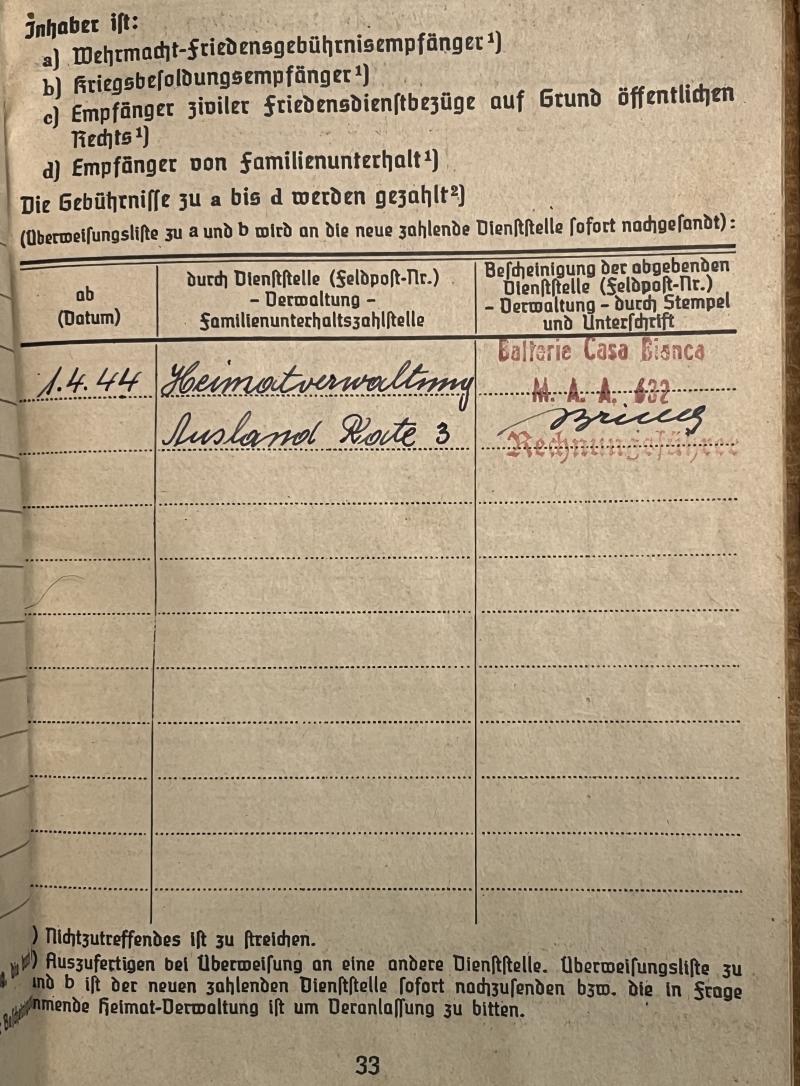 Inhaber ist:
a) Wehrmacht-Friedensgebührnisempfänger¹)
b) Kriegsbesoldungsempfänger¹)
c) Empfänger ziviler Friedensdienstbezüge auf Grund öffentlichen
Rechts¹)
d) Empfänger von Familienunterhalt¹)
Die Gebührnisse zu a bis d werden gezahlt²)
(Überweisungsliste zu a und b wird an die neue zahlende Dienststelle sofort nachgesandt):
ab
(Datum)
durch Dienststelle (Feldpost-Nr.)
- Verwaltung -
Familienunterhaltszahlstelle
Bescheinigung der abgebenden
Dienststelle (Feldpost-Nr.)
- Verwaltung - durch Stempel
und Unterschrift
1.4.44
Heimatverwaltung
Ausland Kate 3
Batterie Casa Bianca
M. A. A. 632
Rechnungsführer
) Nichtzutreffendes ist zu streichen.
) Auszufertigen bei Überweisung an eine andere Dienststelle. Überweisungsliste zu
und b ist der neuen zahlenden Dienststelle sofort nachzusenden bzw. die in Frage
mmende Heimat-Verwaltung ist um Veranlassung zu bitten.
33